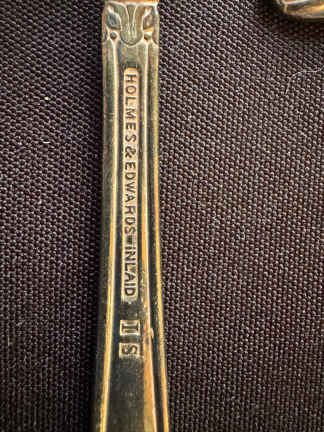 HOLMES & EDWARDS INLAID
IS